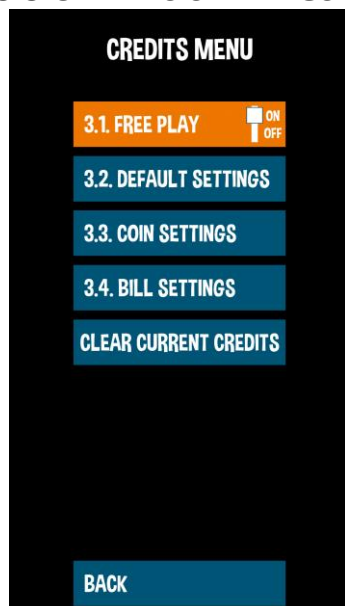 CREDITS MENU
3.1. FREE PLAY ON
OFF
3.2. DEFAULT SETTINGS
3.3. COIN SETTINGS
3.4. BILL SETTINGS
CLEAR CURRENT CREDITS
BACK